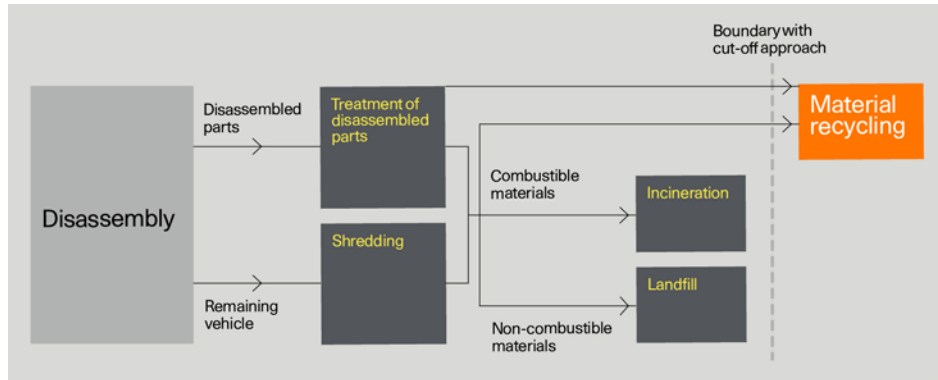 Boundary with
cut-off approach
Disassembly
Disassembled
parts
Remaining
vehicle
Treatment of
disassembled
parts
Shredding
Combustible
materials
Non-combustible
materials
Incineration
Landfill
Material
recycling